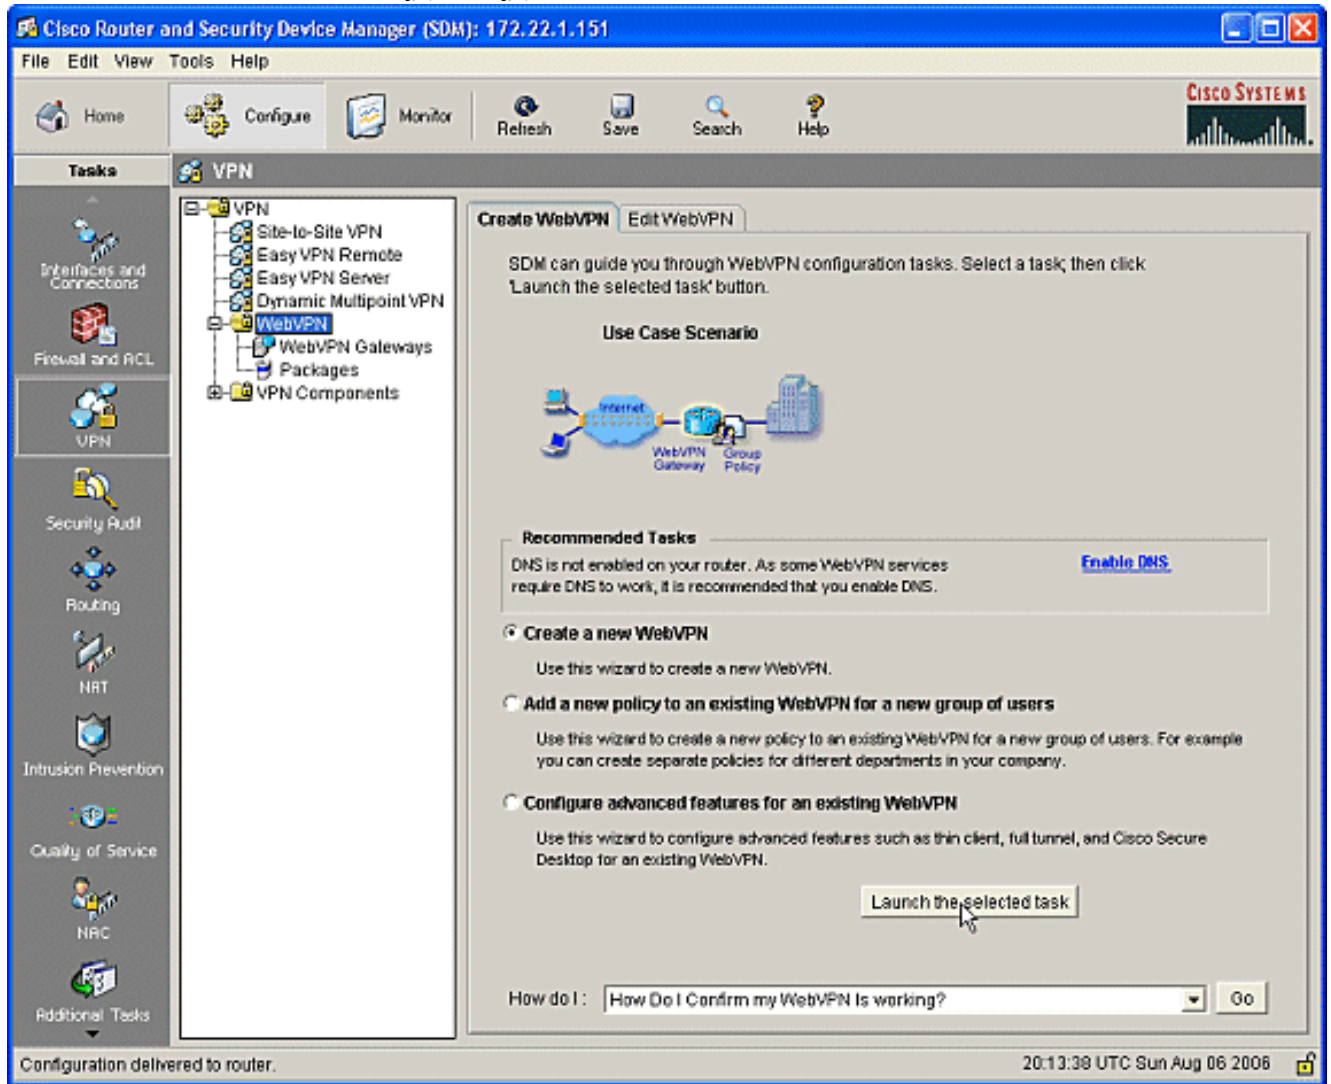 Cisco Router and Security Device Manager (SDM): 172.22.1.151
File Edit View Tools Help
Home Configure Monitor Refresh Save Search Help
CISCO SYSTEMS
Tasks
VPN
Interfaces and
Connections
Firewall and ACL
VPN
Security Audit
Routing
NAT
Intrusion Prevention
Quality of Service
NAC
Additional Tasks
VPN
Site-to-Site VPN
Easy VPN Remote
Easy VPN Server
Dynamic Multipoint VPN
WebVPN
WebVPN Gateways
Packages
VPN Components
Create WebVPN Edit WebVPN
SDM can guide you through WebVPN configuration tasks. Select a task; then click
'Launch the selected task' button.
Use Case Scenario
Internet
WebVPN
Gateway
Group
Policy
Recommended Tasks
DNS is not enabled on your router. As some WebVPN services
require DNS to work, it is recommended that you enable DNS.
Enable DNS
Create a new WebVPN
Use this wizard to create a new WebVPN.
Add a new policy to an existing WebVPN for a new group of users
Use this wizard to create a new policy to an existing WebVPN for a new group of users. For example
you can create separate policies for different departments in your company.
Configure advanced features for an existing WebVPN
Use this wizard to configure advanced features such as thin client, full tunnel, and Cisco Secure
Desktop for an existing WebVPN.
Launch the selected task
How do I : How Do I Confirm my WebVPN Is working? Go
Configuration delivered to router.
20:13:38 UTC Sun Aug 06 2006